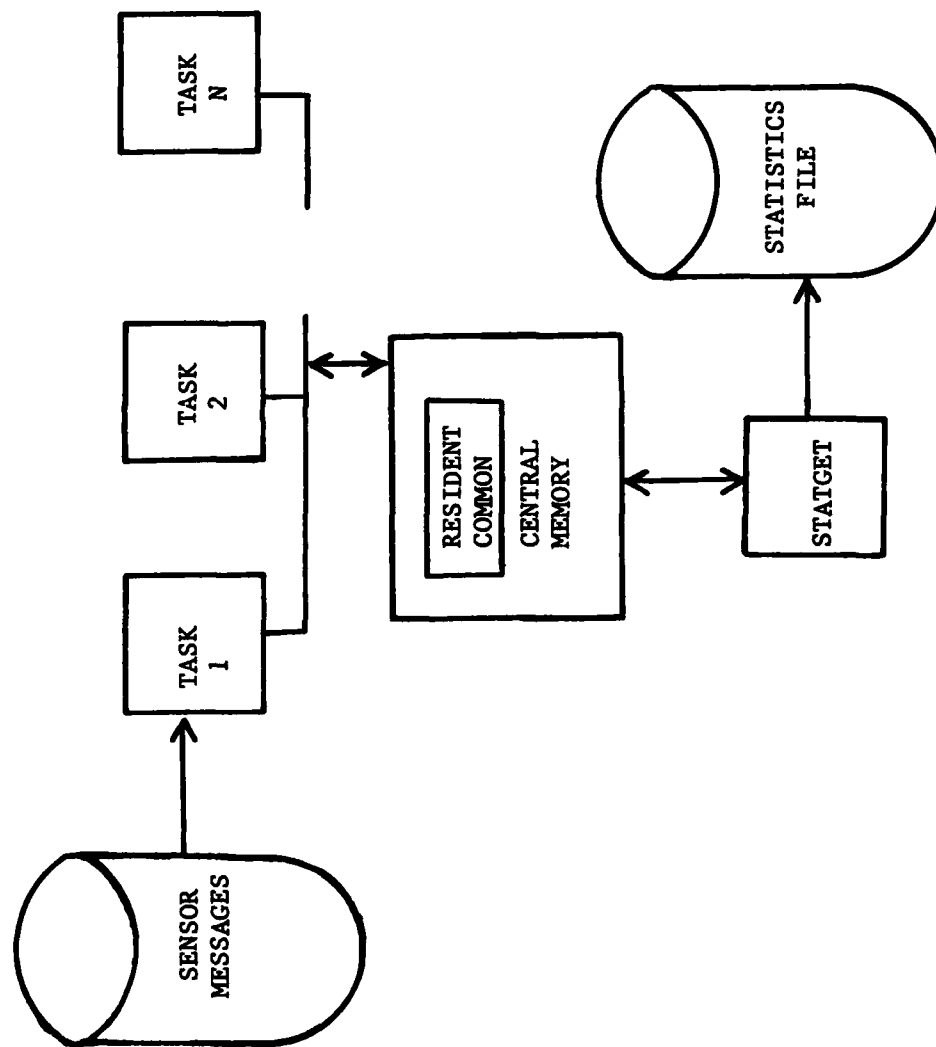 SENSOR
MESSAGES
TASK
1
TASK
2
TASK
N
RESIDENT
COMMON
CENTRAL
MEMORY
STATGET
STATISTICS
FILE